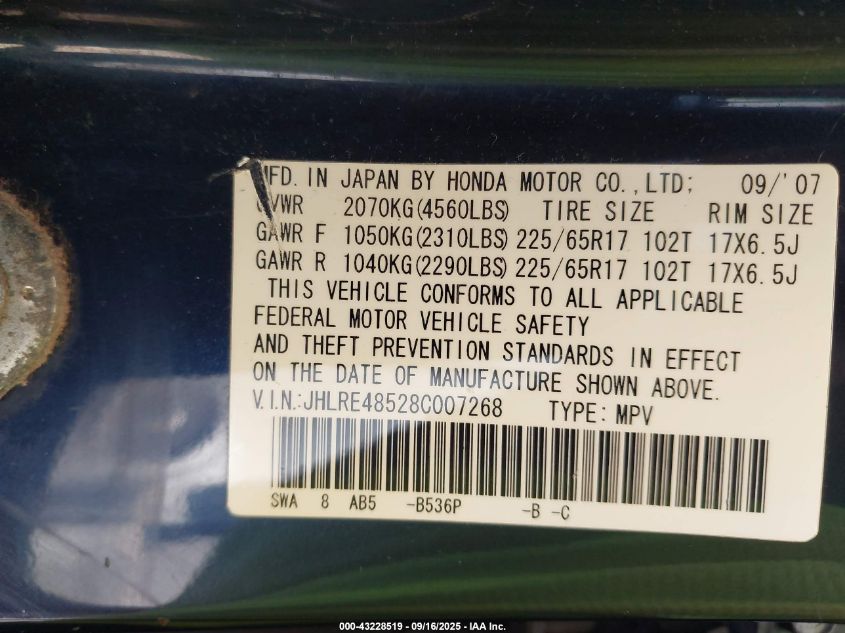 MFD. IN JAPAN BY HONDA MOTOR CO.,LTD; 09/'07
GVWR 2070KG(4560LBS) TIRE SIZE RIM SIZE
GAWR F 1050KG(2310LBS) 225/65R17 102T 17X6.5J
GAWR R 1040KG(2290LBS) 225/65R17 102T 17X6.5J
THIS VEHICLE CONFORMS TO ALL APPLICABLE
FEDERAL MOTOR VEHICLE SAFETY
AND THEFT PREVENTION STANDARDS IN EFFECT
ON THE DATE OF MANUFACTURE SHOWN ABOVE.
V.I.N.:JHLRE48528C007268 TYPE: MPV
SWA 8 AB5 -B536P -B -C
000-43228519 - 09/16/2025 - IAA Inc.